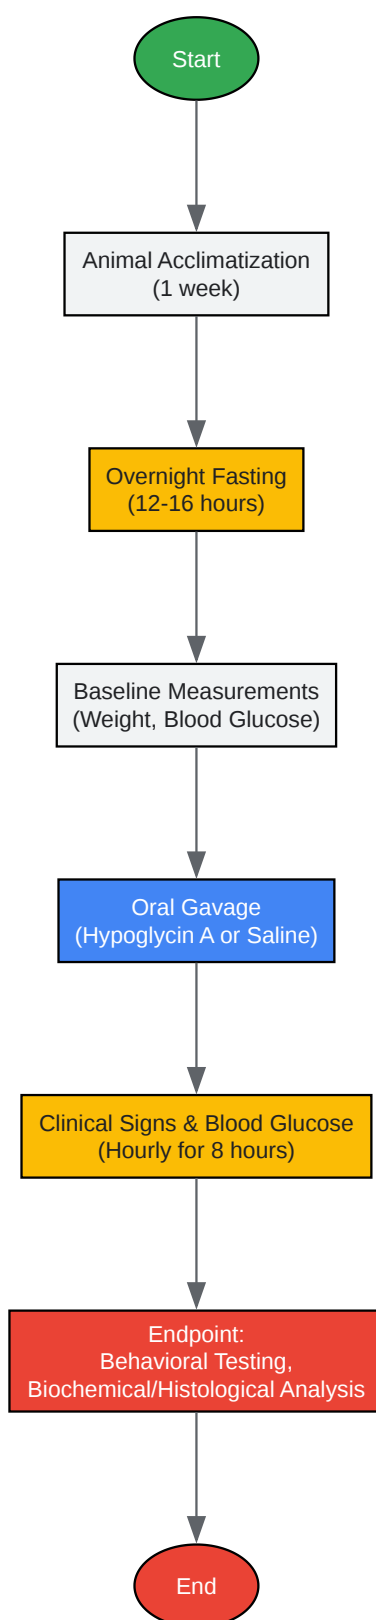 Start
Animal Acclimatization
(1 week)
Overnight Fasting
(12-16 hours)
Baseline Measurements
(Weight, Blood Glucose)
Oral Gavage
(Hypoglycin A or Saline)
Clinical Signs & Blood Glucose
(Hourly for 8 hours)
Endpoint:
Behavioral Testing,
Biochemical/Histological Analysis
End